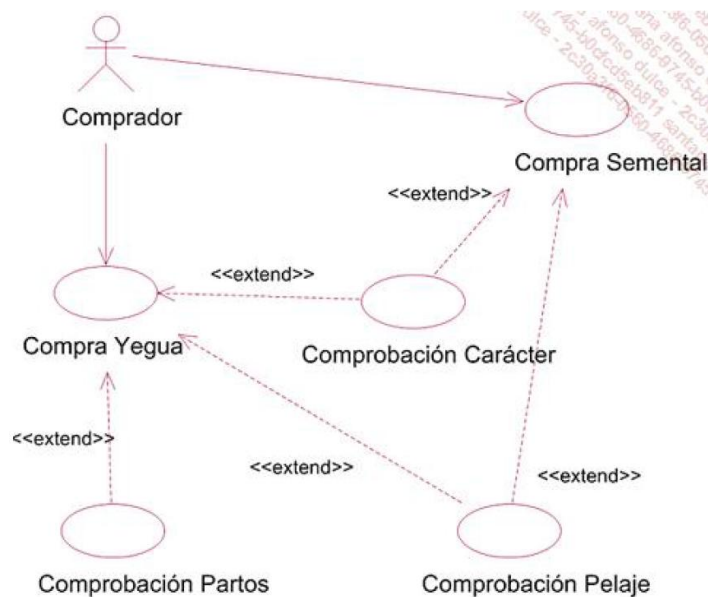 Comprador
Compra Semental
<<extend>>
<<extend>>
Compra Yegua
Comprobación Carácter
<<extend>>
<<extend>>
<<extend>>
Comprobación Partos
Comprobación Pelaje